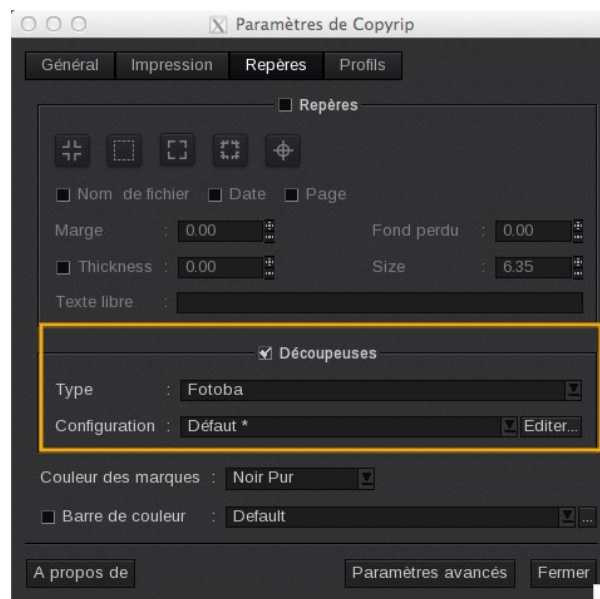 Paramètres de Copyrip
Général Impression Repères Profils
Repères
Nom de fichier Date Page
Marge : 0.00 Fond perdu : 0.00
Thickness : 0.00 Size : 6.35
Texte libre :
Découpeuses
Type : Fotoba
Configuration : Défaut * Editer...
Couleur des marques : Noir Pur
Barre de couleur : Default ...
A propos de Paramètres avancés Fermer